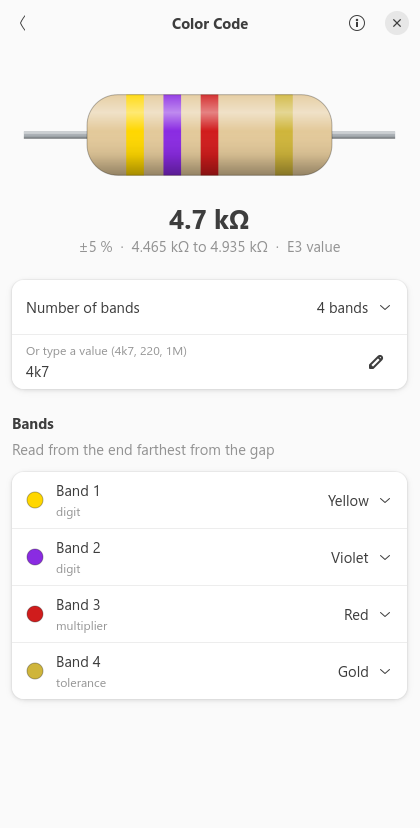 Color Code
4.7 kΩ
±5 % · 4.465 kΩ to 4.935 kΩ · E3 value
Number of bands
4 bands
Or type a value (4k7, 220, 1M)
4k7
Bands
Read from the end farthest from the gap
Band 1
digit
Yellow
Band 2
digit
Violet
Band 3
multiplier
Red
Band 4
tolerance
Gold